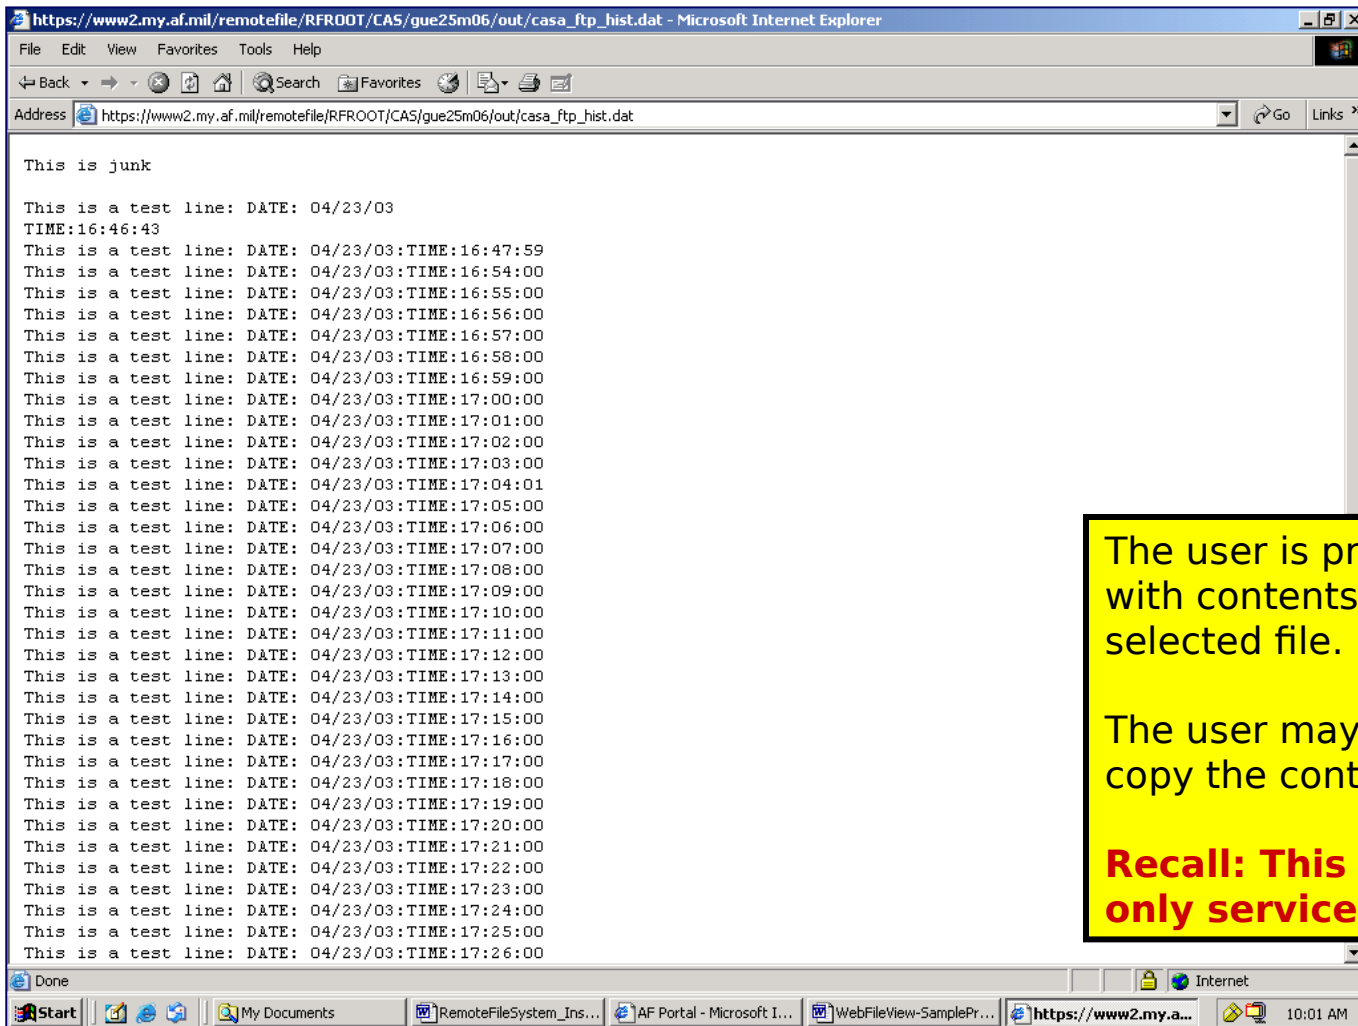 https://www2.my.af.mil/remotefile/RFROOT/CAS/gue25m06/out/casa_ftp_hist.dat - Microsoft Internet Explorer
File Edit View Favorites Tools Help
Back Search Favorites
Address https://www2.my.af.mil/remotefile/RFROOT/CAS/gue25m06/out/casa_ftp_hist.dat Go Links »
This is junk
This is a test line: DATE: 04/23/03
TIME:16:46:43
This is a test line: DATE: 04/23/03:TIME:16:47:59
This is a test line: DATE: 04/23/03:TIME:16:54:00
This is a test line: DATE: 04/23/03:TIME:16:55:00
This is a test line: DATE: 04/23/03:TIME:16:56:00
This is a test line: DATE: 04/23/03:TIME:16:57:00
This is a test line: DATE: 04/23/03:TIME:16:58:00
This is a test line: DATE: 04/23/03:TIME:16:59:00
This is a test line: DATE: 04/23/03:TIME:17:00:00
This is a test line: DATE: 04/23/03:TIME:17:01:00
This is a test line: DATE: 04/23/03:TIME:17:02:00
This is a test line: DATE: 04/23/03:TIME:17:03:00
This is a test line: DATE: 04/23/03:TIME:17:04:01
This is a test line: DATE: 04/23/03:TIME:17:05:00
This is a test line: DATE: 04/23/03:TIME:17:06:00
This is a test line: DATE: 04/23/03:TIME:17:07:00
This is a test line: DATE: 04/23/03:TIME:17:08:00
This is a test line: DATE: 04/23/03:TIME:17:09:00
This is a test line: DATE: 04/23/03:TIME:17:10:00
This is a test line: DATE: 04/23/03:TIME:17:11:00
This is a test line: DATE: 04/23/03:TIME:17:12:00
This is a test line: DATE: 04/23/03:TIME:17:13:00
This is a test line: DATE: 04/23/03:TIME:17:14:00
This is a test line: DATE: 04/23/03:TIME:17:15:00
This is a test line: DATE: 04/23/03:TIME:17:16:00
This is a test line: DATE: 04/23/03:TIME:17:17:00
This is a test line: DATE: 04/23/03:TIME:17:18:00
This is a test line: DATE: 04/23/03:TIME:17:19:00
This is a test line: DATE: 04/23/03:TIME:17:20:00
This is a test line: DATE: 04/23/03:TIME:17:21:00
This is a test line: DATE: 04/23/03:TIME:17:22:00
This is a test line: DATE: 04/23/03:TIME:17:23:00
This is a test line: DATE: 04/23/03:TIME:17:24:00
This is a test line: DATE: 04/23/03:TIME:17:25:00
This is a test line: DATE: 04/23/03:TIME:17:26:00
The user is pr
with contents
selected file.
The user may
copy the cont
Recall: This
only service
Done Internet
Start My Documents RemoteFileSystem_Ins... AF Portal - Microsoft I... WebFileView-SamplePr... https://www2.my.a... 10:01 AM